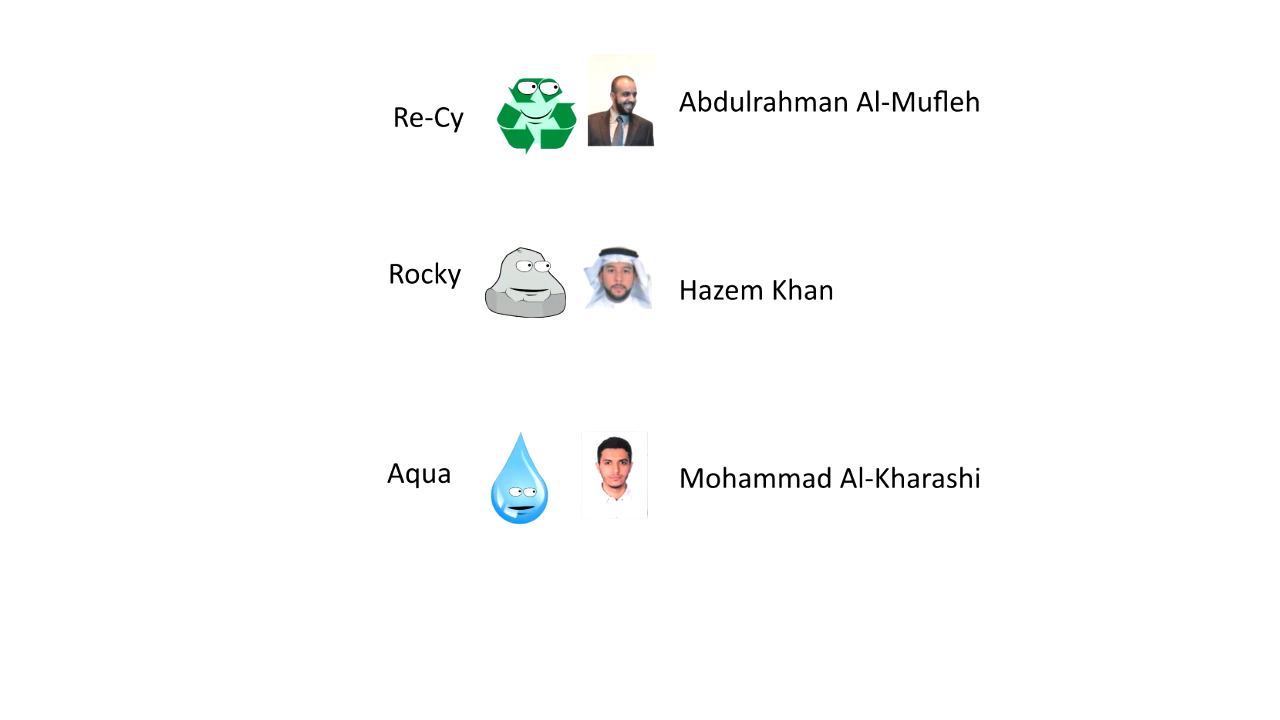 Re-Cy
Abdulrahman Al-Mufleh
Rocky
Hazem Khan
Aqua
Mohammad Al-Kharashi